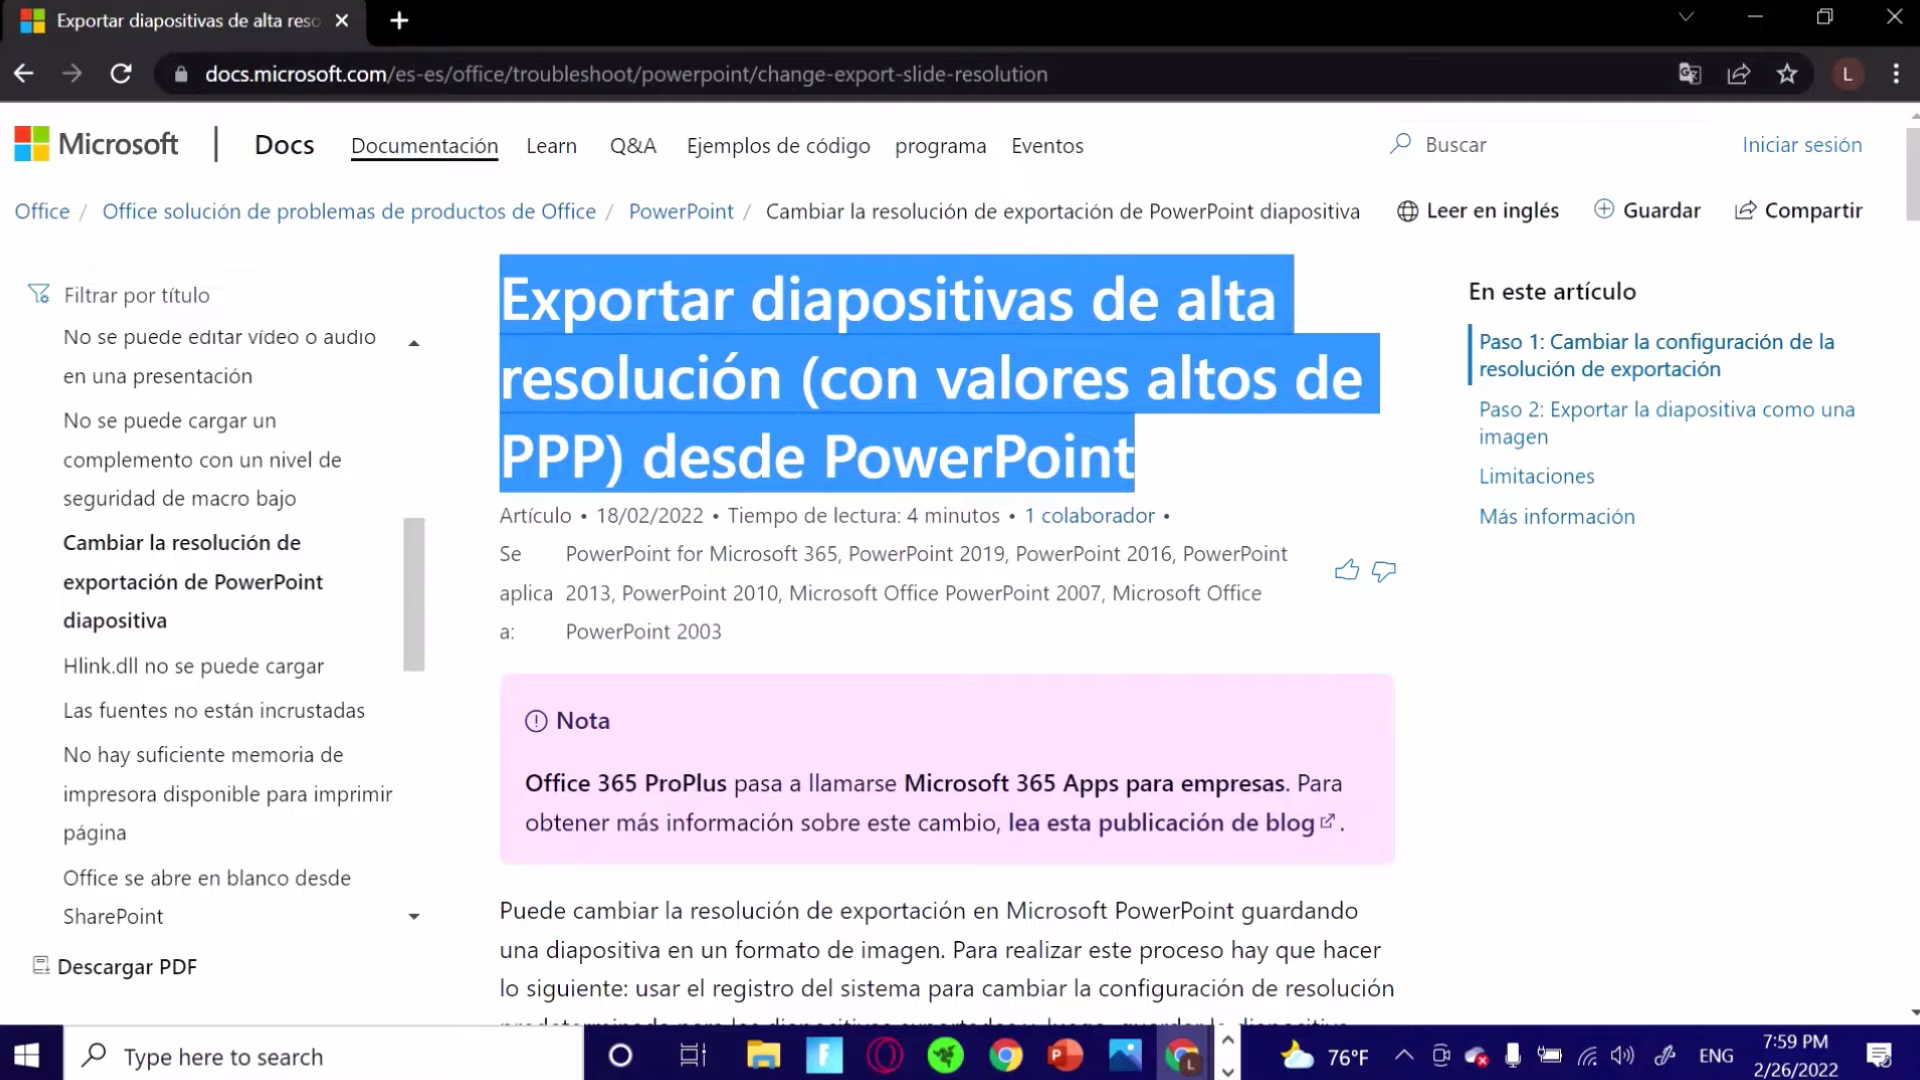 Exportar diapositivas de alta reso
docs.microsoft.com/es-es/office/troubleshoot/powerpoint/change-export-slide-resolution
L
Microsoft
Docs
Documentación
Learn
Q&A
Ejemplos de código
programa
Eventos
Buscar
Iniciar sesión
Office / Office solución de problemas de productos de Office / PowerPoint / Cambiar la resolución de exportación de PowerPoint diapositiva
Leer en inglés
Guardar
Compartir
Filtrar por título
No se puede editar vídeo o audio
en una presentación
No se puede cargar un
complemento con un nivel de
seguridad de macro bajo
Cambiar la resolución de
exportación de PowerPoint
diapositiva
Hlink.dll no se puede cargar
Las fuentes no están incrustadas
No hay suficiente memoria de
impresora disponible para imprimir
página
Office se abre en blanco desde
SharePoint
Descargar PDF
Exportar diapositivas de alta
resolución (con valores altos de
PPP) desde PowerPoint
Artículo • 18/02/2022 • Tiempo de lectura: 4 minutos • 1 colaborador •
Se PowerPoint for Microsoft 365, PowerPoint 2019, PowerPoint 2016, PowerPoint
aplica 2013, PowerPoint 2010, Microsoft Office PowerPoint 2007, Microsoft Office
a: PowerPoint 2003
Nota
Office 365 ProPlus pasa a llamarse Microsoft 365 Apps para empresas. Para
obtener más información sobre este cambio, lea esta publicación de blog .
Puede cambiar la resolución de exportación en Microsoft PowerPoint guardando
una diapositiva en un formato de imagen. Para realizar este proceso hay que hacer
lo siguiente: usar el registro del sistema para cambiar la configuración de resolución
En este artículo
Paso 1: Cambiar la configuración de la
resolución de exportación
Paso 2: Exportar la diapositiva como una
imagen
Limitaciones
Más información
Type here to search
76°F
ENG
7:59 PM
2/26/2022